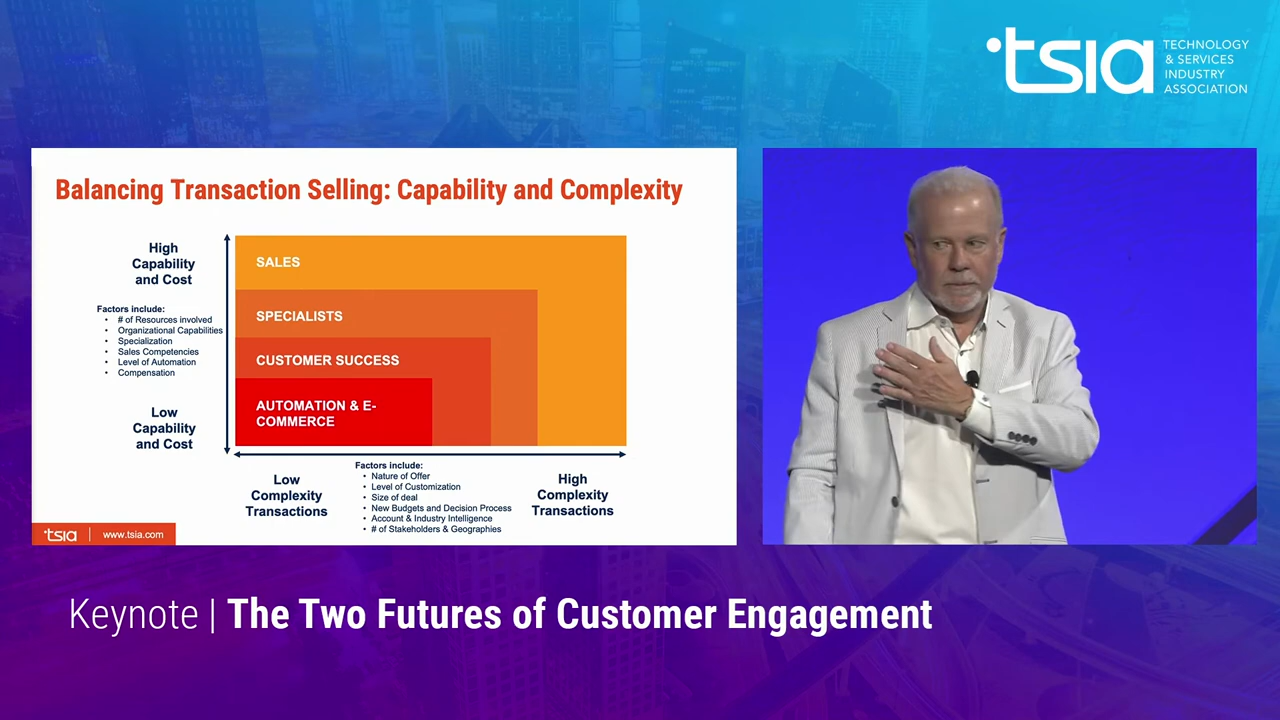 tsia
TECHNOLOGY
& SERVICES
INDUSTRY
ASSOCIATION
Balancing Transaction Selling: Capability and Complexity
High
Capability
and Cost
Factors include:
• # of Resources involved
• Organizational Capabilities
• Specialization
• Sales Competencies
• Level of Automation
• Compensation
Low
Capability
and Cost
SALES
SPECIALISTS
CUSTOMER SUCCESS
AUTOMATION & E-
COMMERCE
Low
Complexity
Transactions
Factors include:
• Nature of Offer
• Level of Customization
• Size of deal
• New Budgets and Decision Process
• Account & Industry Intelligence
• # of Stakeholders & Geographies
High
Complexity
Transactions
tsia | www.tsia.com
Keynote | The Two Futures of Customer Engagement